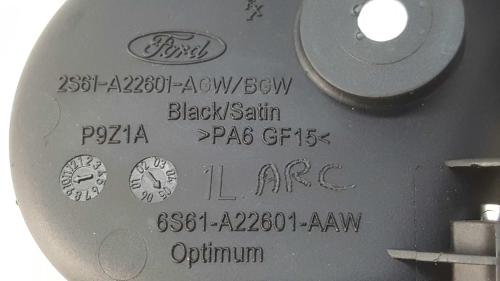 Ford
2S61-A22601-AGW/BGW
Black/Satin
P9Z1A >PA6 GF15<
1L ARC
6S61-A22601-AAW
Optimum